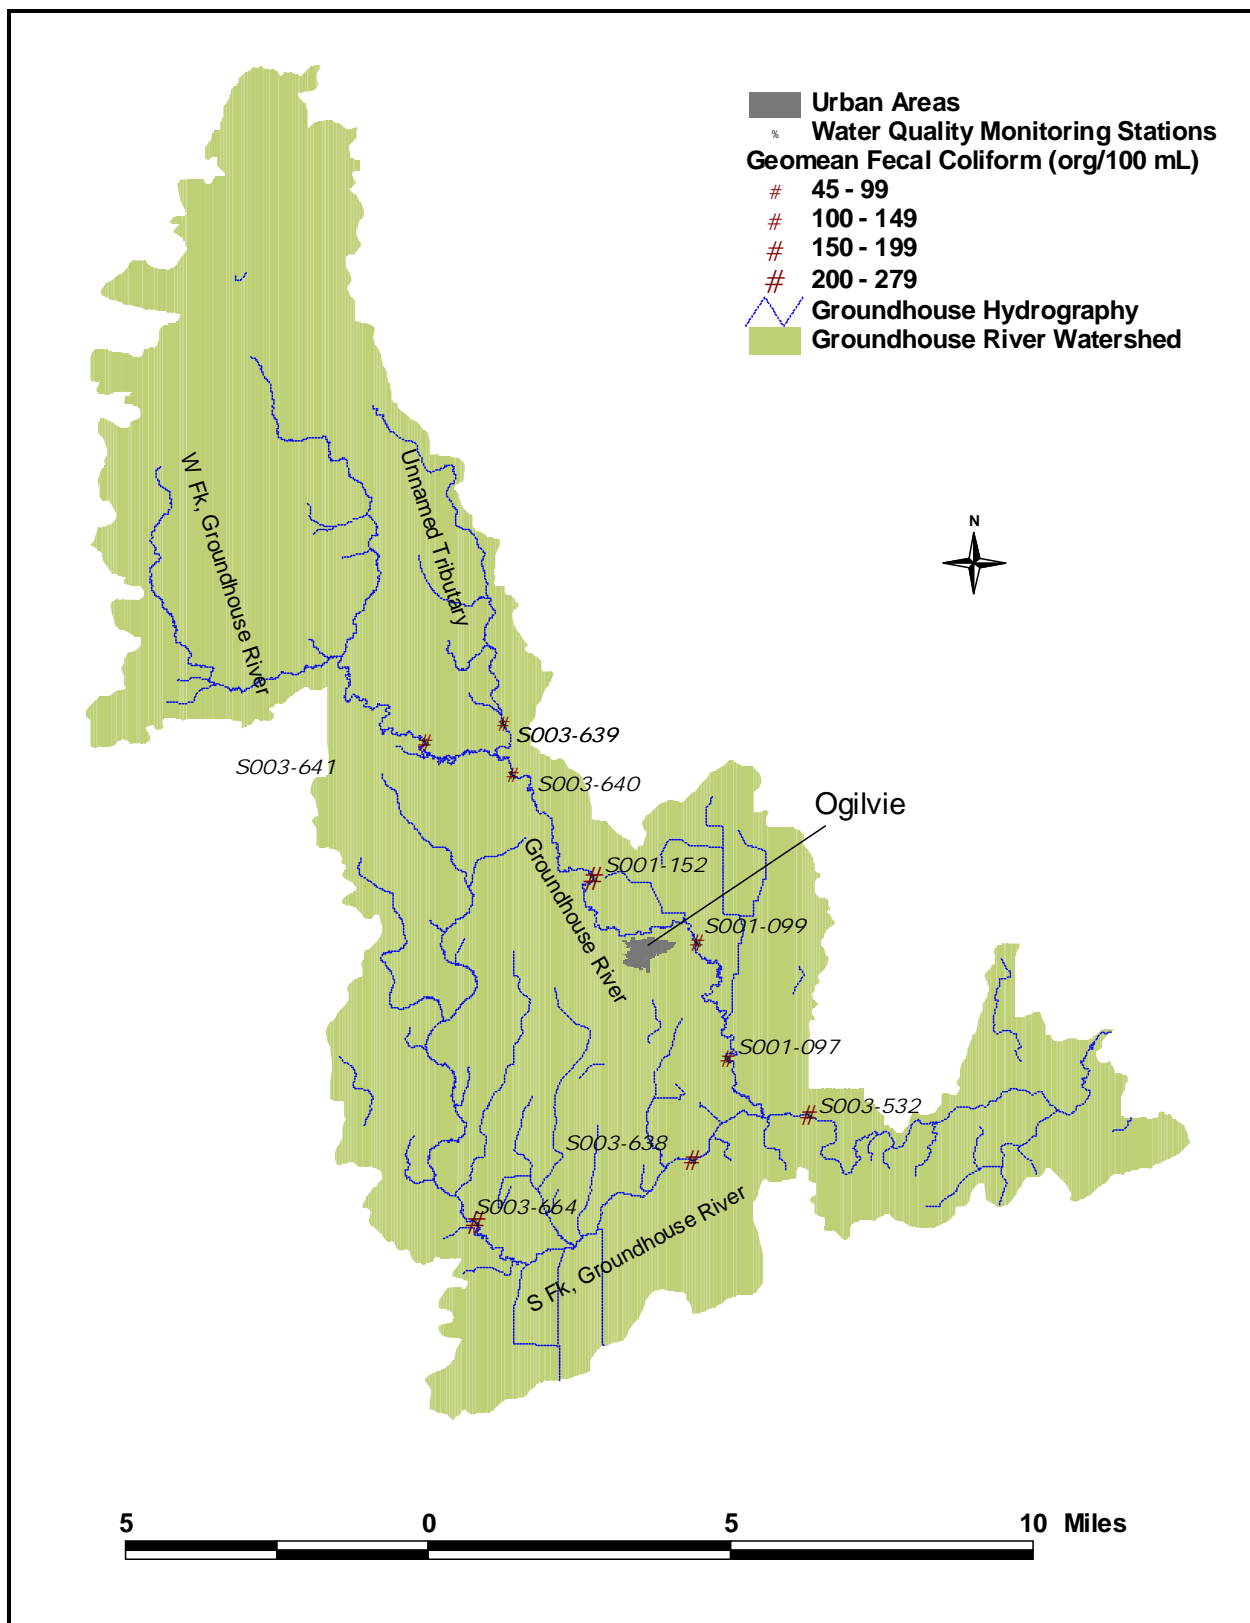 Urban Areas
% Water Quality Monitoring Stations
Geomean Fecal Coliform (org/100 mL)
# 45 - 99
# 100 - 149
# 150 - 199
# 200 - 279
Groundhouse Hydrography
Groundhouse River Watershed
W Fk, Groundhouse River
Unnamed Tributary
N
S003-639
S003-641
S003-640
Ogilvie
Groundhouse River
S001-152
S001-099
S001-097
S003-532
S003-638
S003-664
S Fk, Groundhouse River
5 0 5 10 Miles